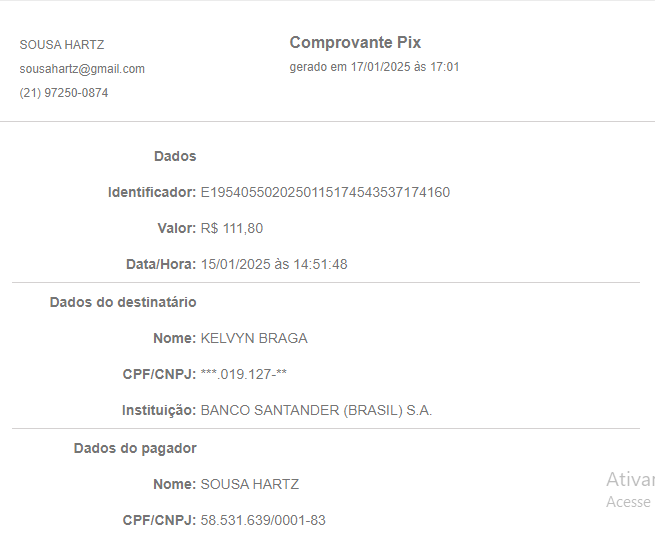 SOUSA HARTZ
sousahartz@gmail.com
(21) 97250-0874
Comprovante Pix
gerado em 17/01/2025 às 17:01
Dados
Identificador: E19540550202501151745435​37174160
Valor: R$ 111,80
Data/Hora: 15/01/2025 às 14:51:48
Dados do destinatário
Nome: KELVYN BRAGA
CPF/CNPJ: ***.019.127-**
Instituição: BANCO SANTANDER (BRASIL) S.A.
Dados do pagador
Nome: SOUSA HARTZ
CPF/CNPJ: 58.531.639/0001-83
Ativar
Acesse